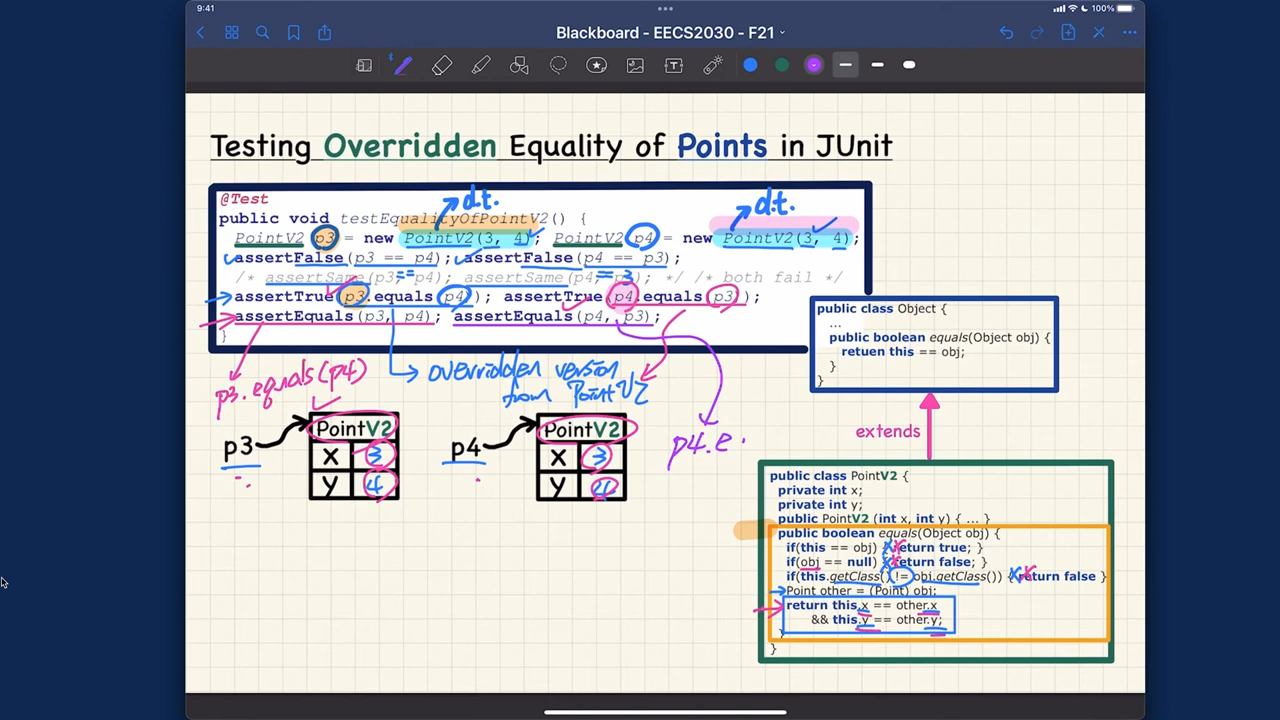 9:41
100%
Blackboard - EECS2030 - F21
Testing Overridden Equality of Points in JUnit
d.t.
d.t.
@Test
public void testEqualityOfPointV2() {
PointV2 p3 = new PointV2(3, 4); PointV2 p4 = new PointV2(3, 4);
assertFalse(p3 == p4); assertFalse(p4 == p3);
/* assertSame(p3, p4); assertSame(p4, p3); */ /* both fail */
== ==
assertTrue(p3.equals(p4)); assertTrue(p4.equals(p3));
assertEquals(p3, p4); assertEquals(p4, p3);
}
p3.equals(p4)
overridden version
from PointV2
p4.e
p3
PointV2
x 3
y 4
p4
PointV2
x 3
y 4
public class Object {
...
public boolean equals(Object obj) {
retuen this == obj;
}
}
extends
public class PointV2 {
private int x;
private int y;
public PointV2 (int x, int y) { ... }
public boolean equals(Object obj) {
if(this == obj) { return true; }
if(obj == null) { return false; }
if(this.getClass() != obj.getClass()) { return false }
Point other = (Point) obj;
return this.x == other.x
&& this.y == other.y;
}
}